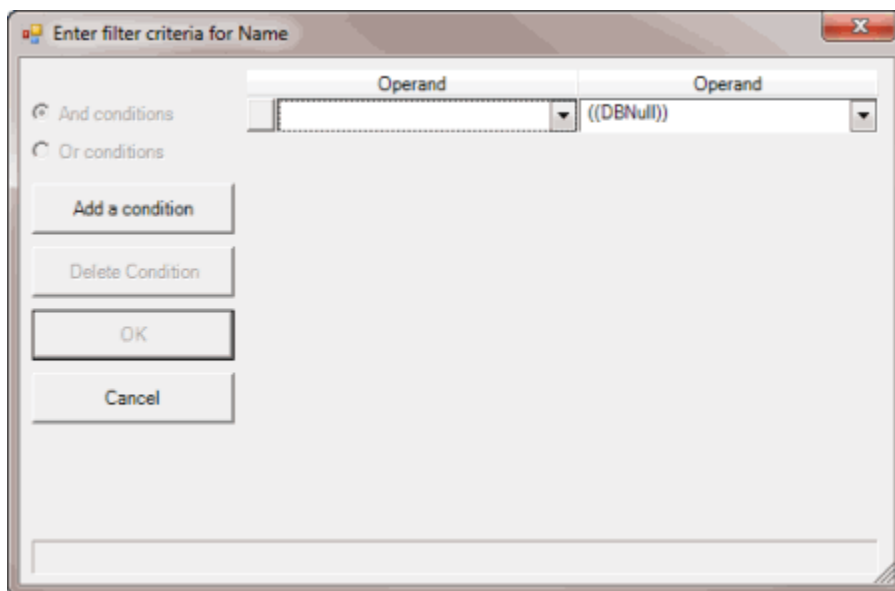 Enter filter criteria for Name
Operand Operand
And conditions
((DBNull))
Or conditions
Add a condition
Delete Condition
OK
Cancel